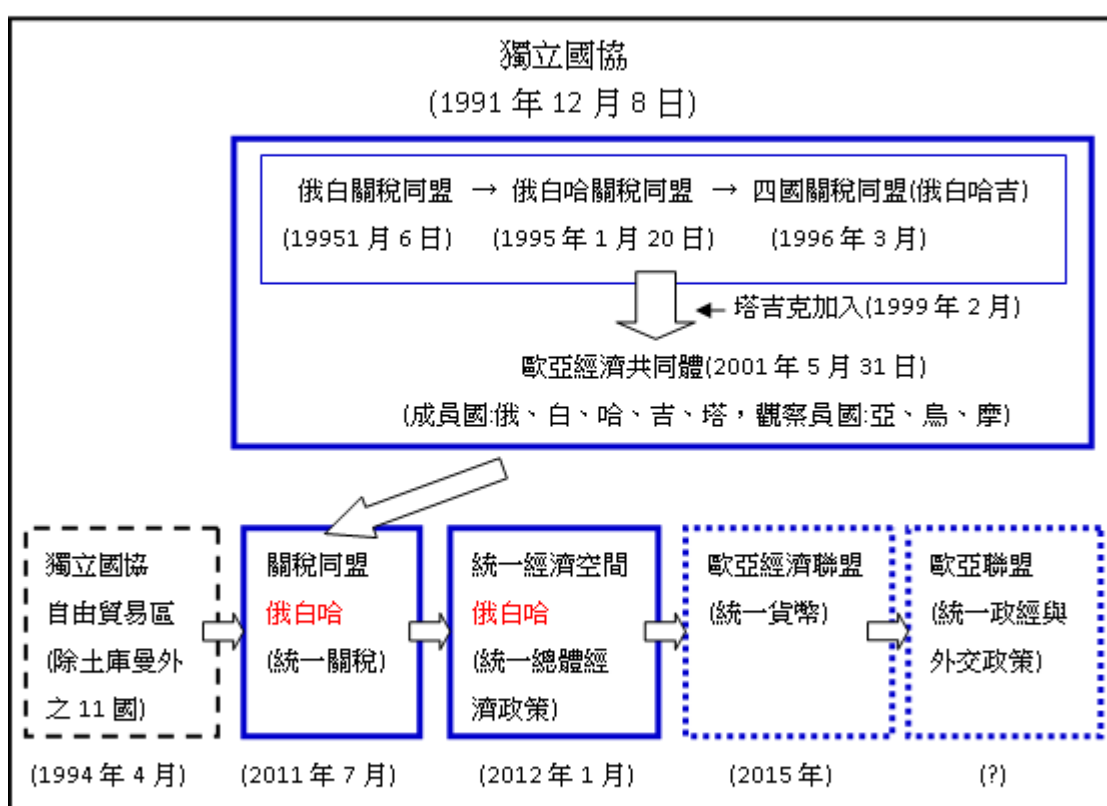 獨立國協
(1991 年 12 月 8 日)
俄白關稅同盟 → 俄白哈關稅同盟 → 四國關稅同盟(俄白哈吉)
(19951 月 6 日) (1995 年 1 月 20 日) (1996 年 3 月)
塔吉克加入(1999 年 2 月)
歐亞經濟共同體(2001 年 5 月 31 日)
(成員國:俄、白、哈、吉、塔，觀察員國:亞、烏、摩)
獨立國協
自由貿易區
(除土庫曼外
之 11 國)
(1994 年 4 月)
關稅同盟
俄白哈
(統一關稅)
(2011 年 7 月)
統一經濟空間
俄白哈
(統一總體經
濟政策)
(2012 年 1 月)
歐亞經濟聯盟
(統一貨幣)
(2015 年)
歐亞聯盟
(統一政經與
外交政策)
(?)